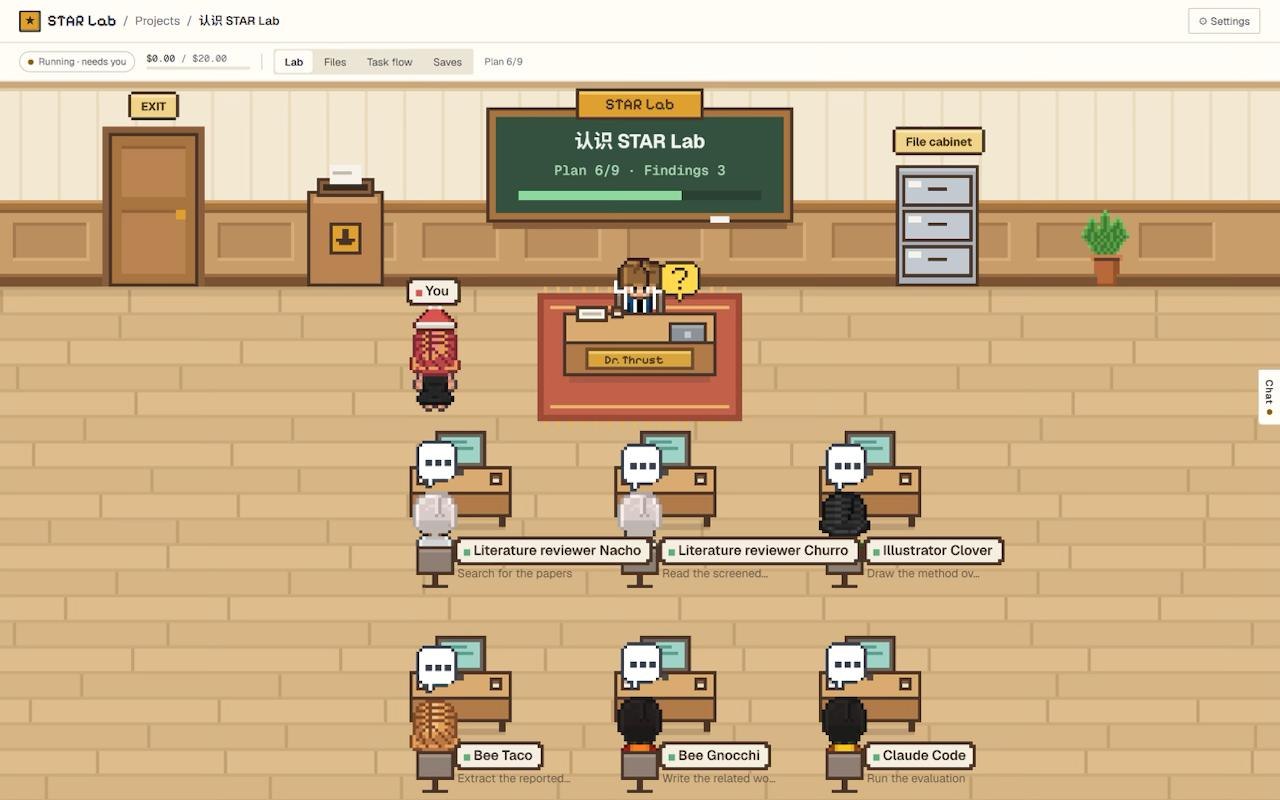 STAR Lab / Projects / 认识 STAR Lab
Settings
Running · needs you
$0.00 / $20.00
Lab
Files
Task flow
Saves
Plan 6/9
EXIT
STAR Lab
认识 STAR Lab
Plan 6/9 · Findings 3
File cabinet
You
?
Dr. Thrust
Chat
Literature reviewer Nacho
Search for the papers
Literature reviewer Churro
Read the screened…
Illustrator Clover
Draw the method ov…
Bee Taco
Extract the reported…
Bee Gnocchi
Write the related wo…
Claude Code
Run the evaluation